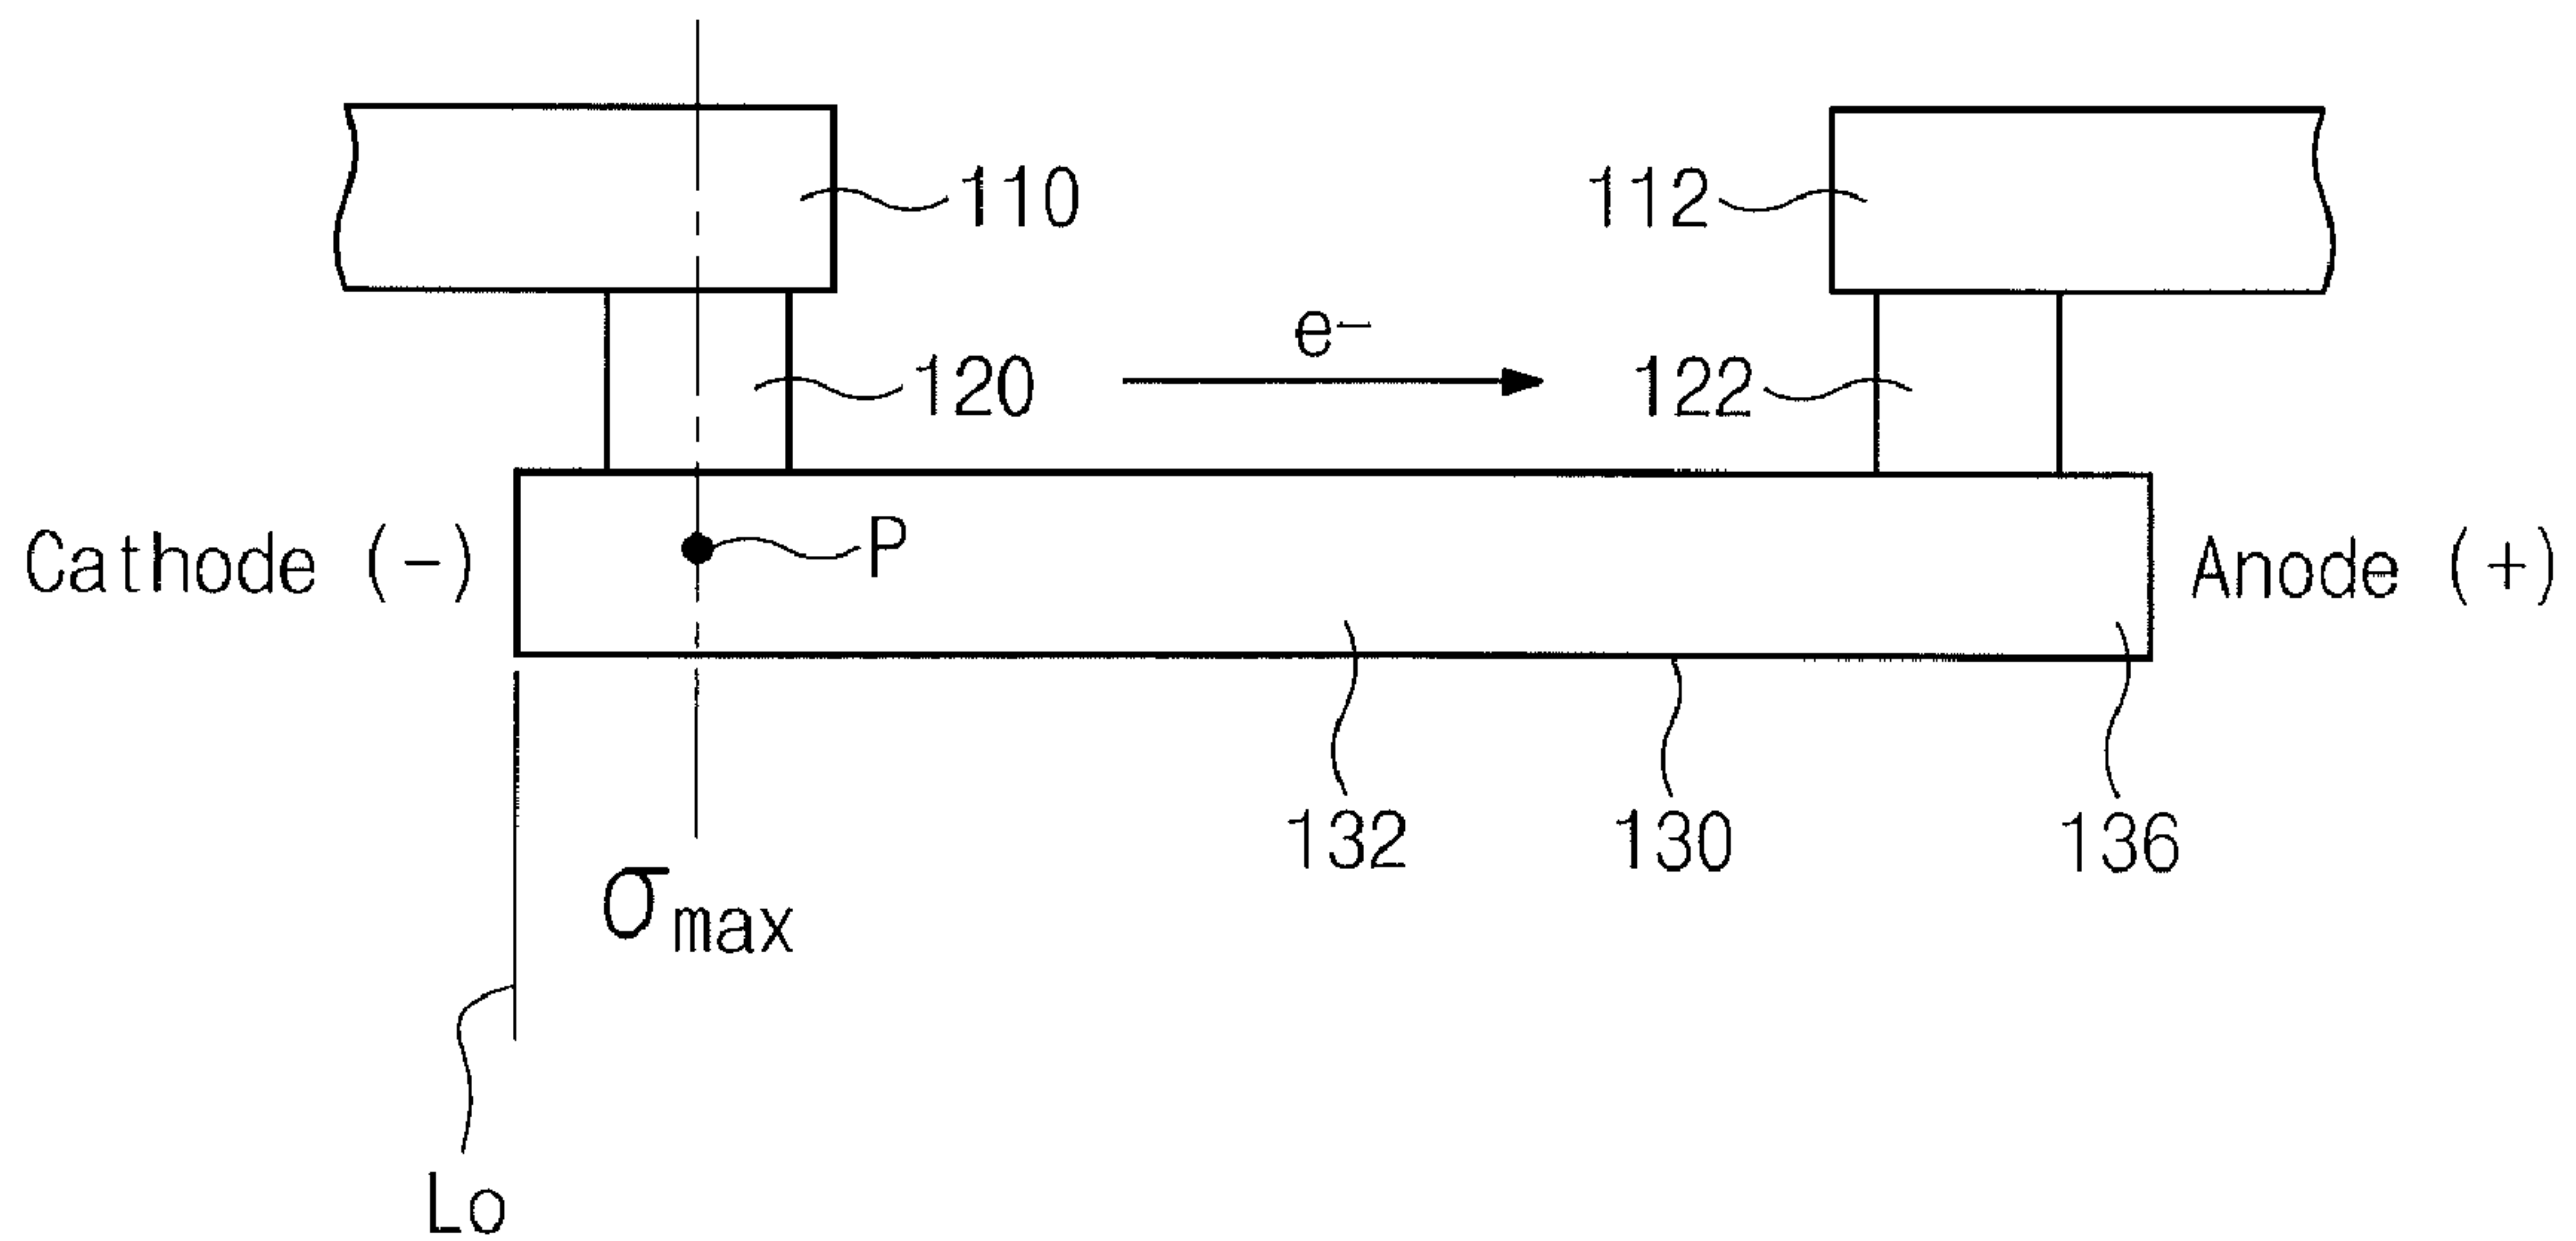 110
112
e⁻
120
122
Cathode (-)
P
Anode (+)
132
130
136
σmax
Lo